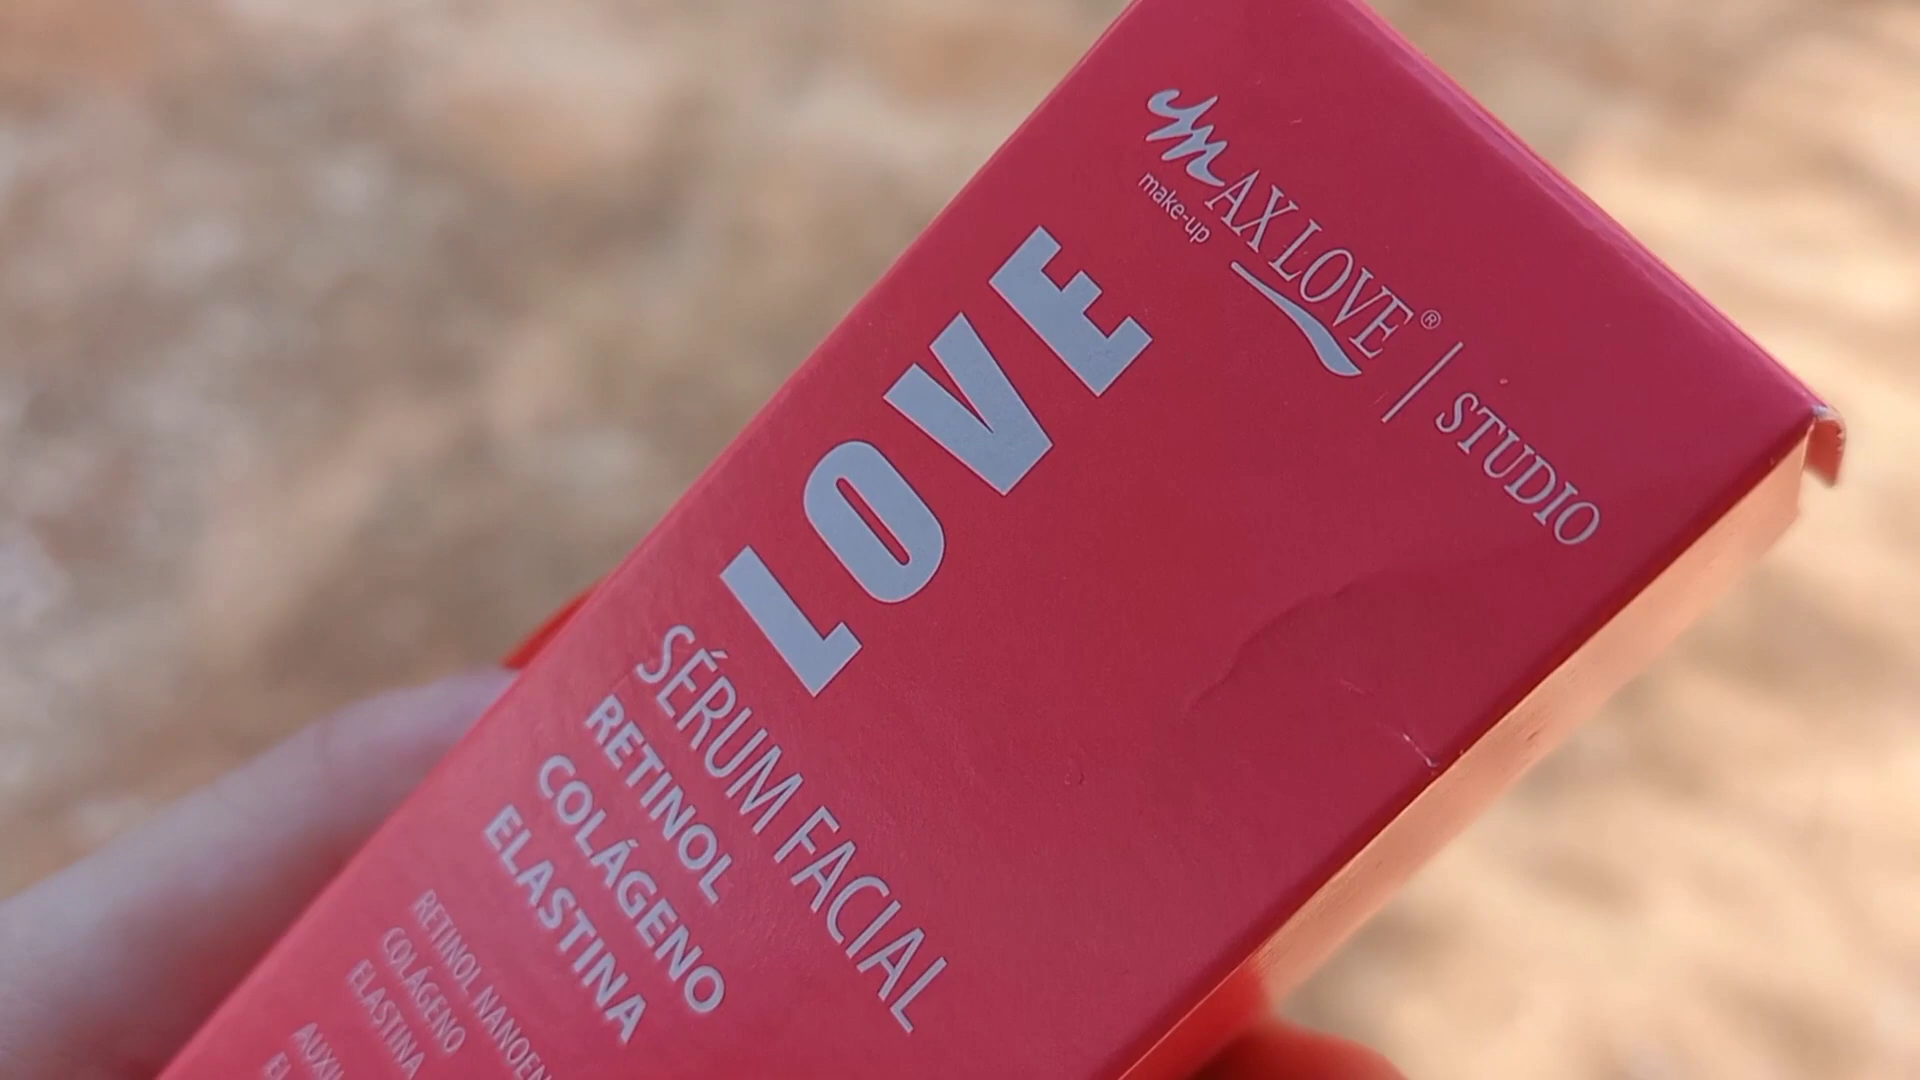 MAX LOVE® | STUDIO
make-up
LOVE
SÉRUM FACIAL
RETINOL
COLÁGENO
ELASTINA
RETINOL
COLÁGENO
ELASTINA